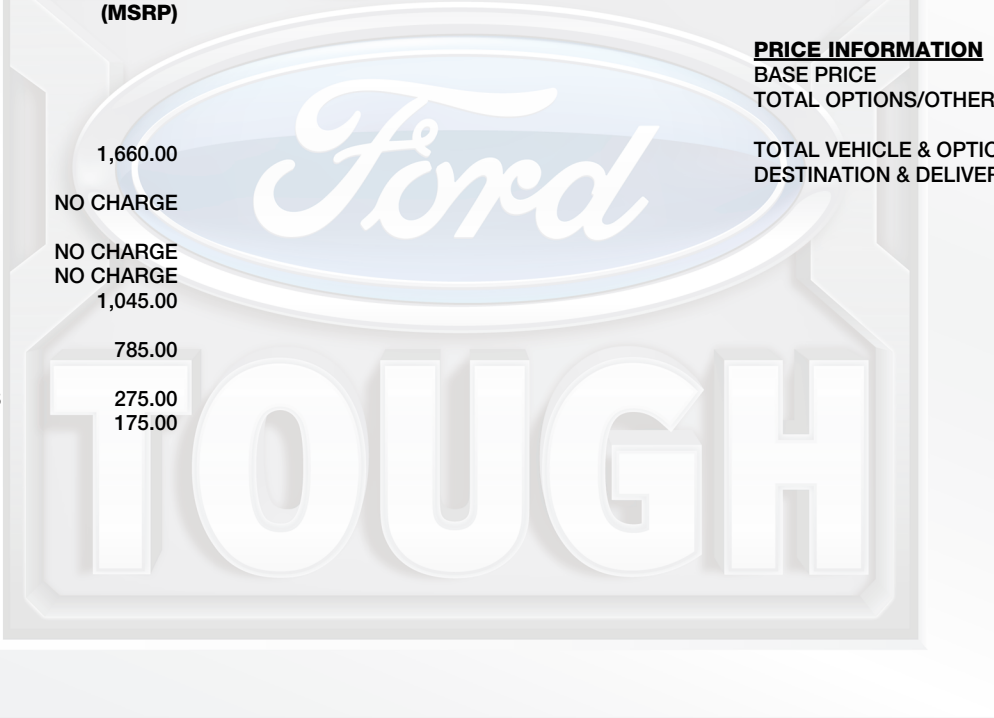 (MSRP)
1,660.00
NO CHARGE
NO CHARGE
NO CHARGE
1,045.00
785.00
275.00
175.00
PRICE INFORMATION
BASE PRICE
TOTAL OPTIONS/OTHER
TOTAL VEHICLE & OPTIO
DESTINATION & DELIVER
Ford
TOUGH